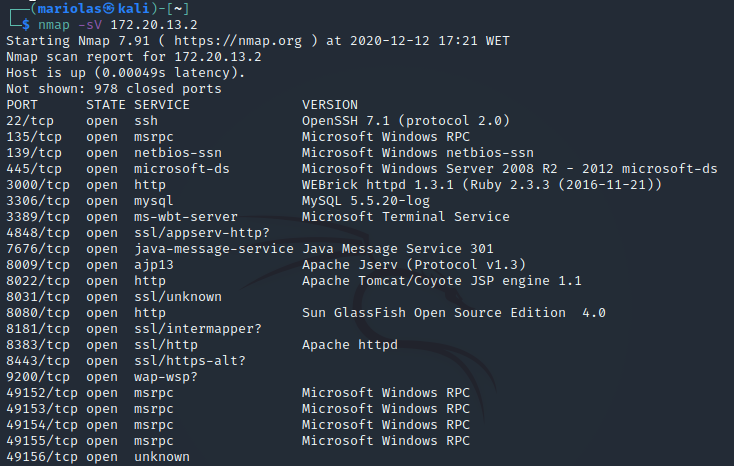 ┌──(mariolas㉿kali)-[~]
└─$ nmap -sV 172.20.13.2
Starting Nmap 7.91 ( https://nmap.org ) at 2020-12-12 17:21 WET
Nmap scan report for 172.20.13.2
Host is up (0.00049s latency).
Not shown: 978 closed ports
PORT      STATE SERVICE              VERSION
22/tcp    open  ssh                  OpenSSH 7.1 (protocol 2.0)
135/tcp   open  msrpc                Microsoft Windows RPC
139/tcp   open  netbios-ssn          Microsoft Windows netbios-ssn
445/tcp   open  microsoft-ds         Microsoft Windows Server 2008 R2 - 2012 microsoft-ds
3000/tcp  open  http                 WEBrick httpd 1.3.1 (Ruby 2.3.3 (2016-11-21))
3306/tcp  open  mysql                MySQL 5.5.20-log
3389/tcp  open  ms-wbt-server        Microsoft Terminal Service
4848/tcp  open  ssl/appserv-http?
7676/tcp  open  java-message-service Java Message Service 301
8009/tcp  open  ajp13                Apache Jserv (Protocol v1.3)
8022/tcp  open  http                 Apache Tomcat/Coyote JSP engine 1.1
8031/tcp  open  ssl/unknown
8080/tcp  open  http                 Sun GlassFish Open Source Edition  4.0
8181/tcp  open  ssl/intermapper?
8383/tcp  open  ssl/http             Apache httpd
8443/tcp  open  ssl/https-alt?
9200/tcp  open  wap-wsp?
49152/tcp open  msrpc                Microsoft Windows RPC
49153/tcp open  msrpc                Microsoft Windows RPC
49154/tcp open  msrpc                Microsoft Windows RPC
49155/tcp open  msrpc                Microsoft Windows RPC
49156/tcp open  unknown